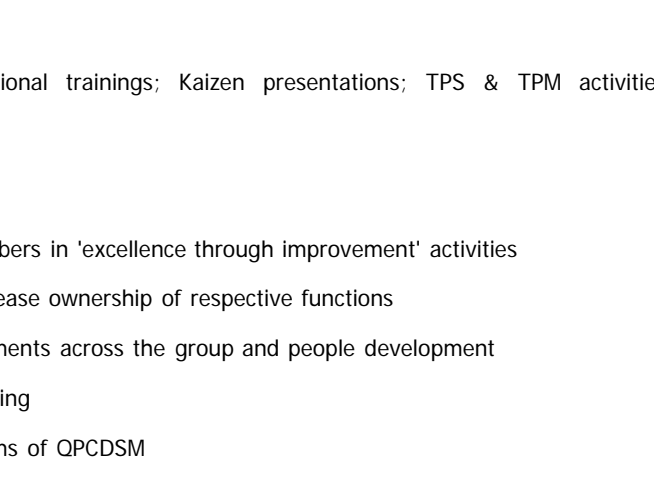 ional trainings; Kaizen presentations; TPS & TPM activitie
bers in 'excellence through improvement' activities
ease ownership of respective functions
nents across the group and people development
ing
ns of QPCDSM